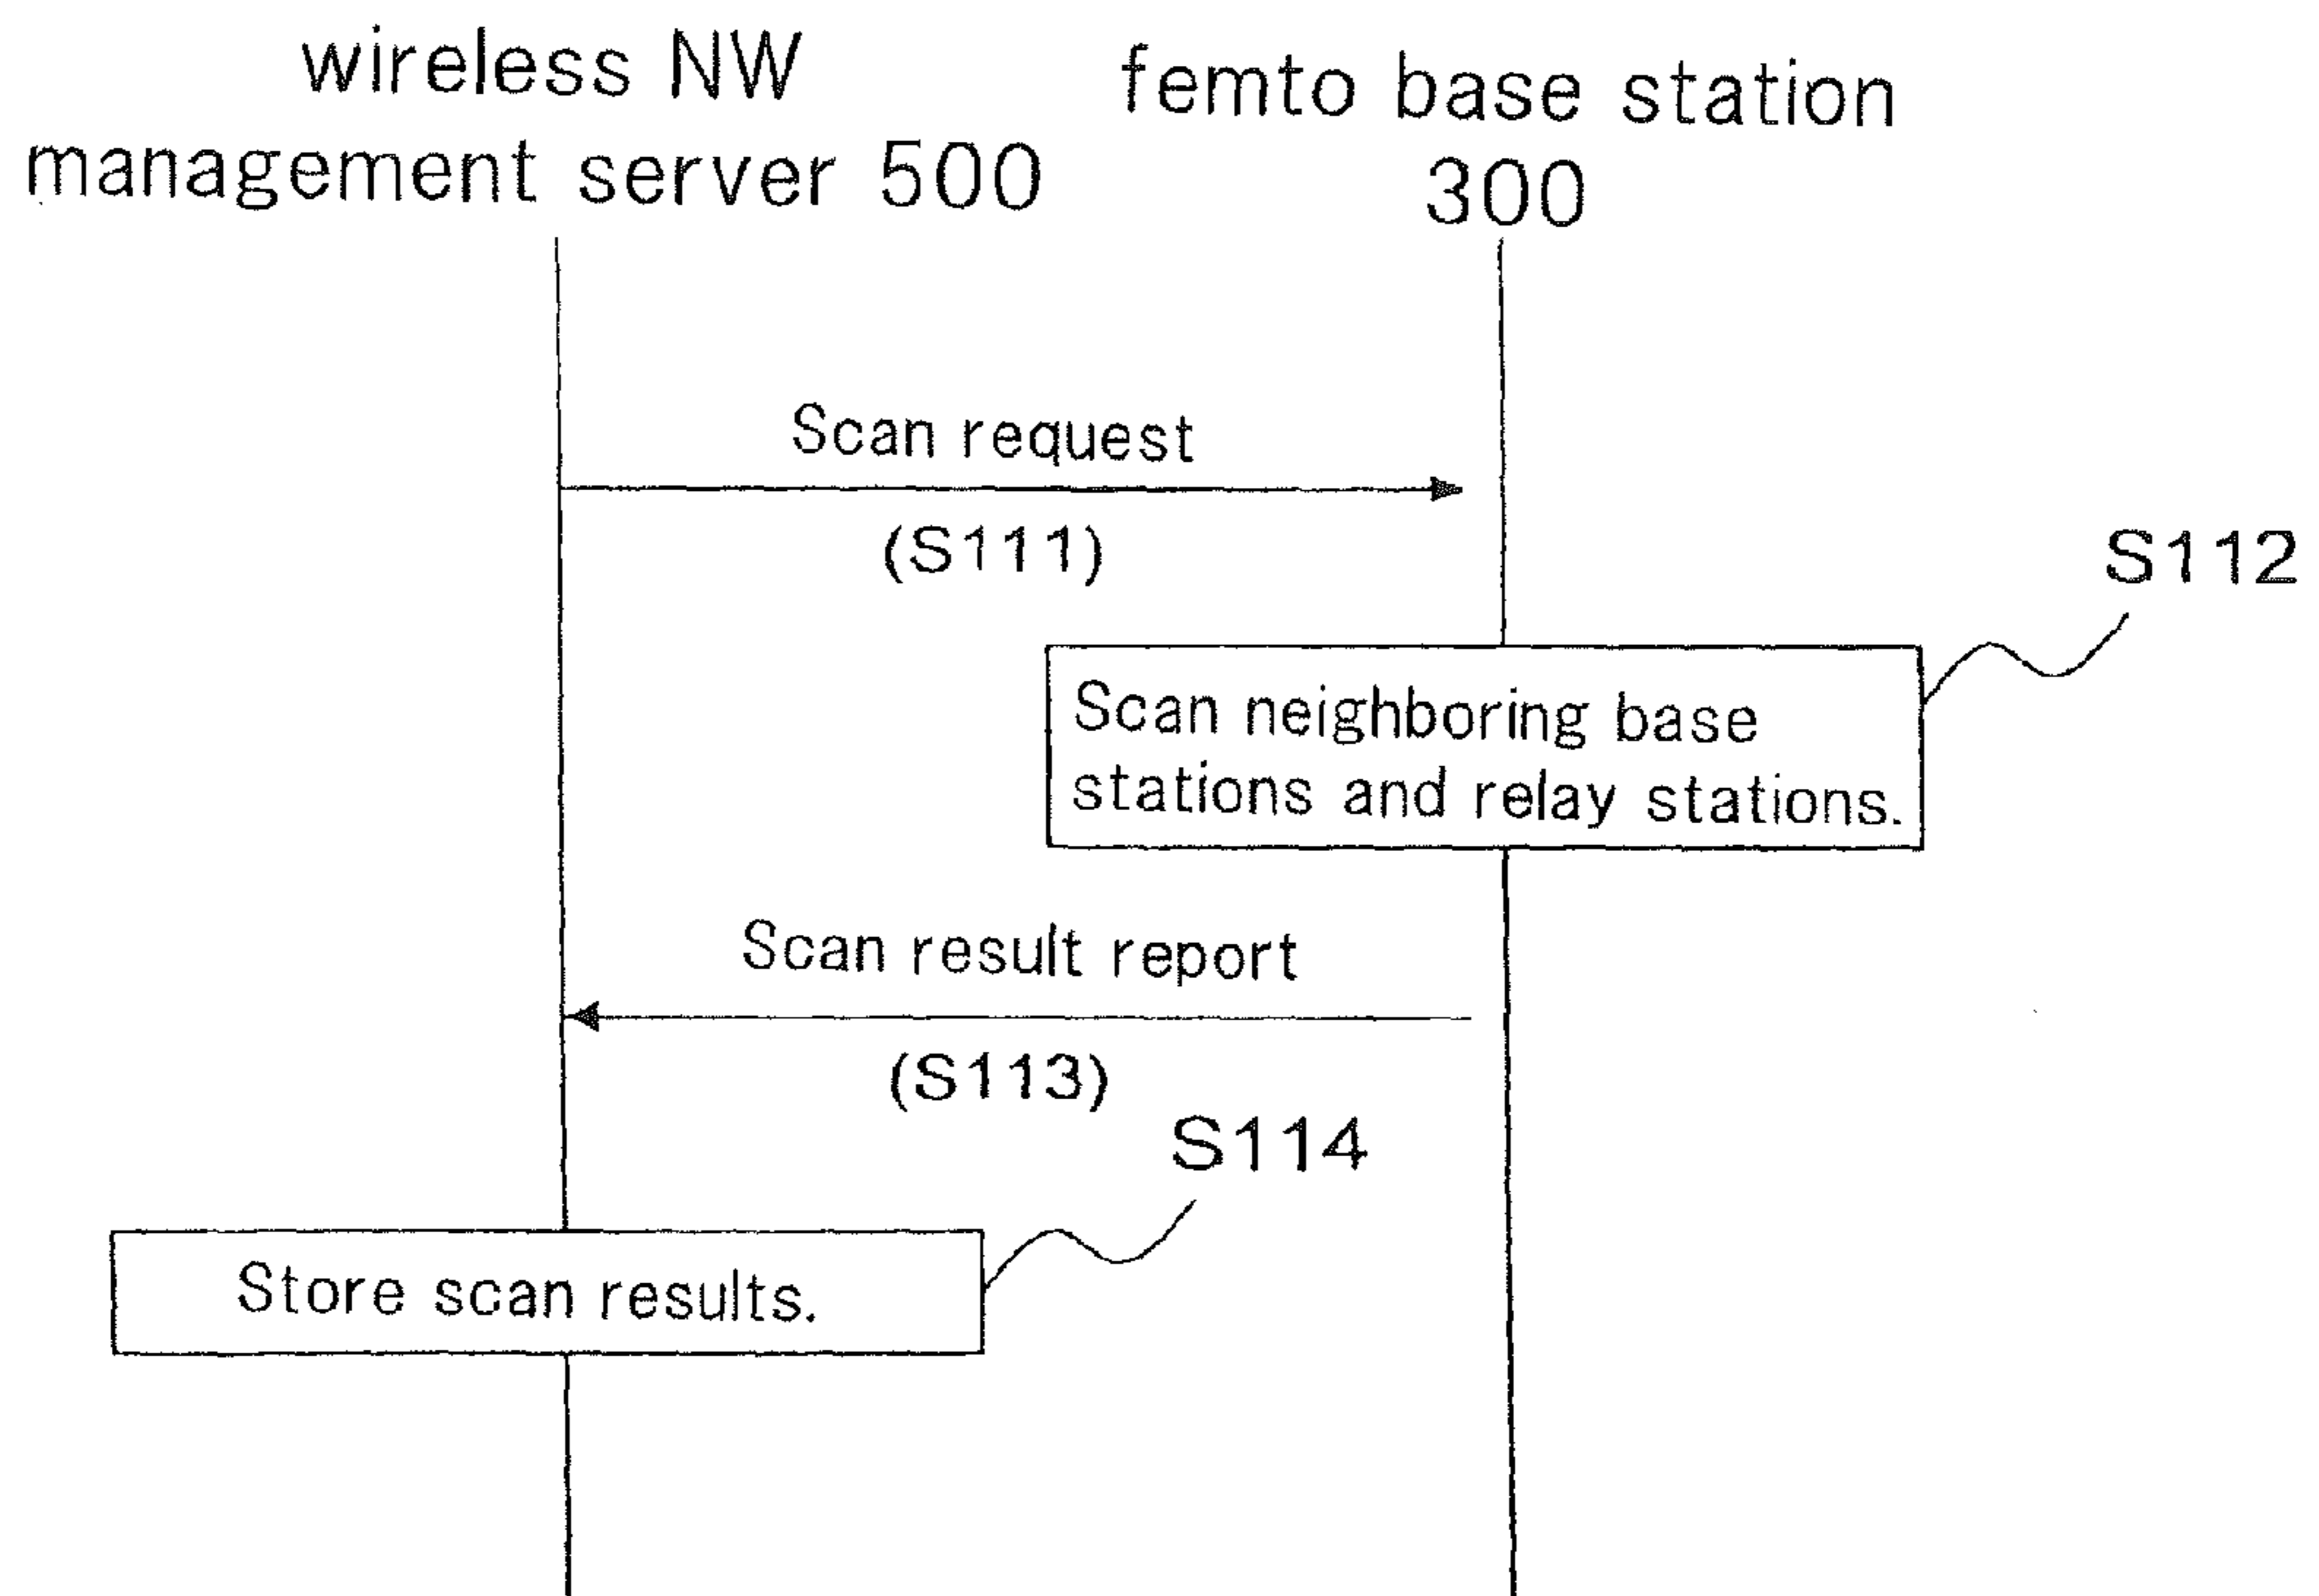 wireless NW
management server 500
femto base station
300
Scan request
(S111)
S112
Scan neighboring base
stations and relay stations.
Scan result report
(S113)
S114
Store scan results.